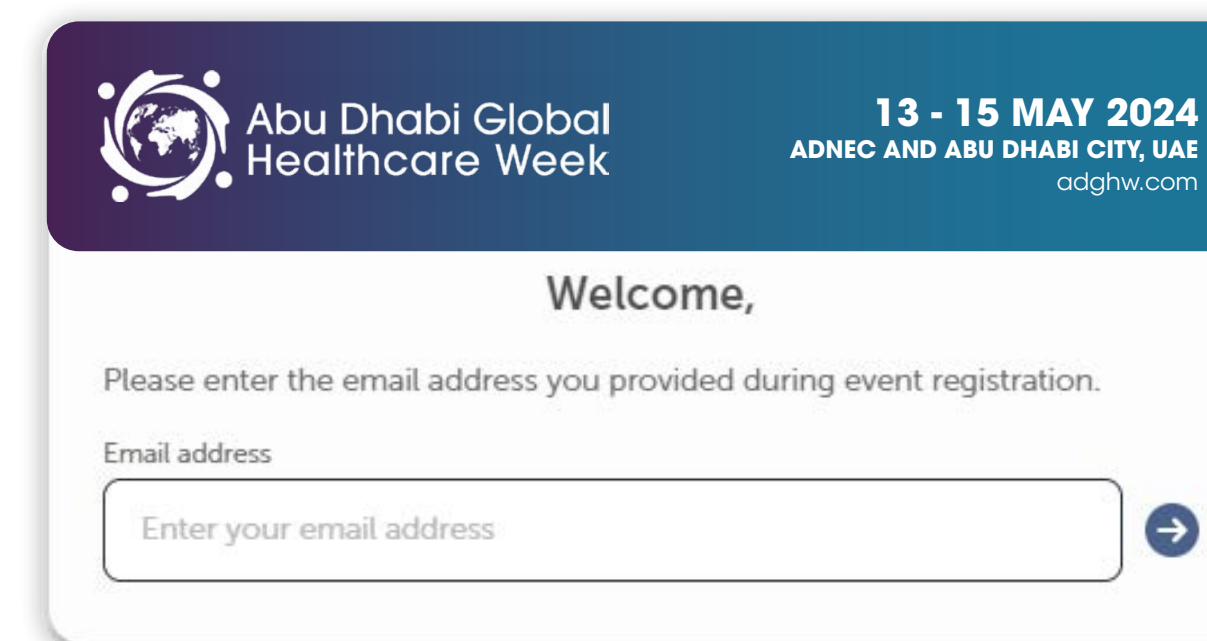 Abu Dhabi Global
Healthcare Week
13 - 15 MAY 2024
ADNEC AND ABU DHABI CITY, UAE
adghw.com
Welcome,
Please enter the email address you provided during event registration.
Email address
Enter your email address